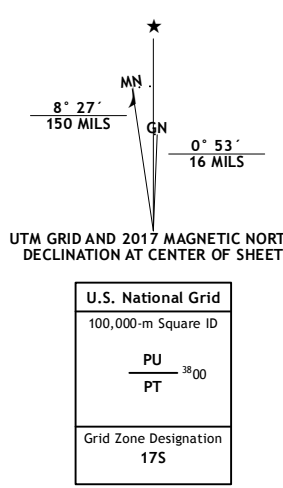 ★
MN
8° 27´
150 MILS
GN
0° 53´
16 MILS
UTM GRID AND 2017 MAGNETIC NORT
DECLINATION AT CENTER OF SHEET
U.S. National Grid
100,000-m Square ID
PU
3800
PT
Grid Zone Designation
17S